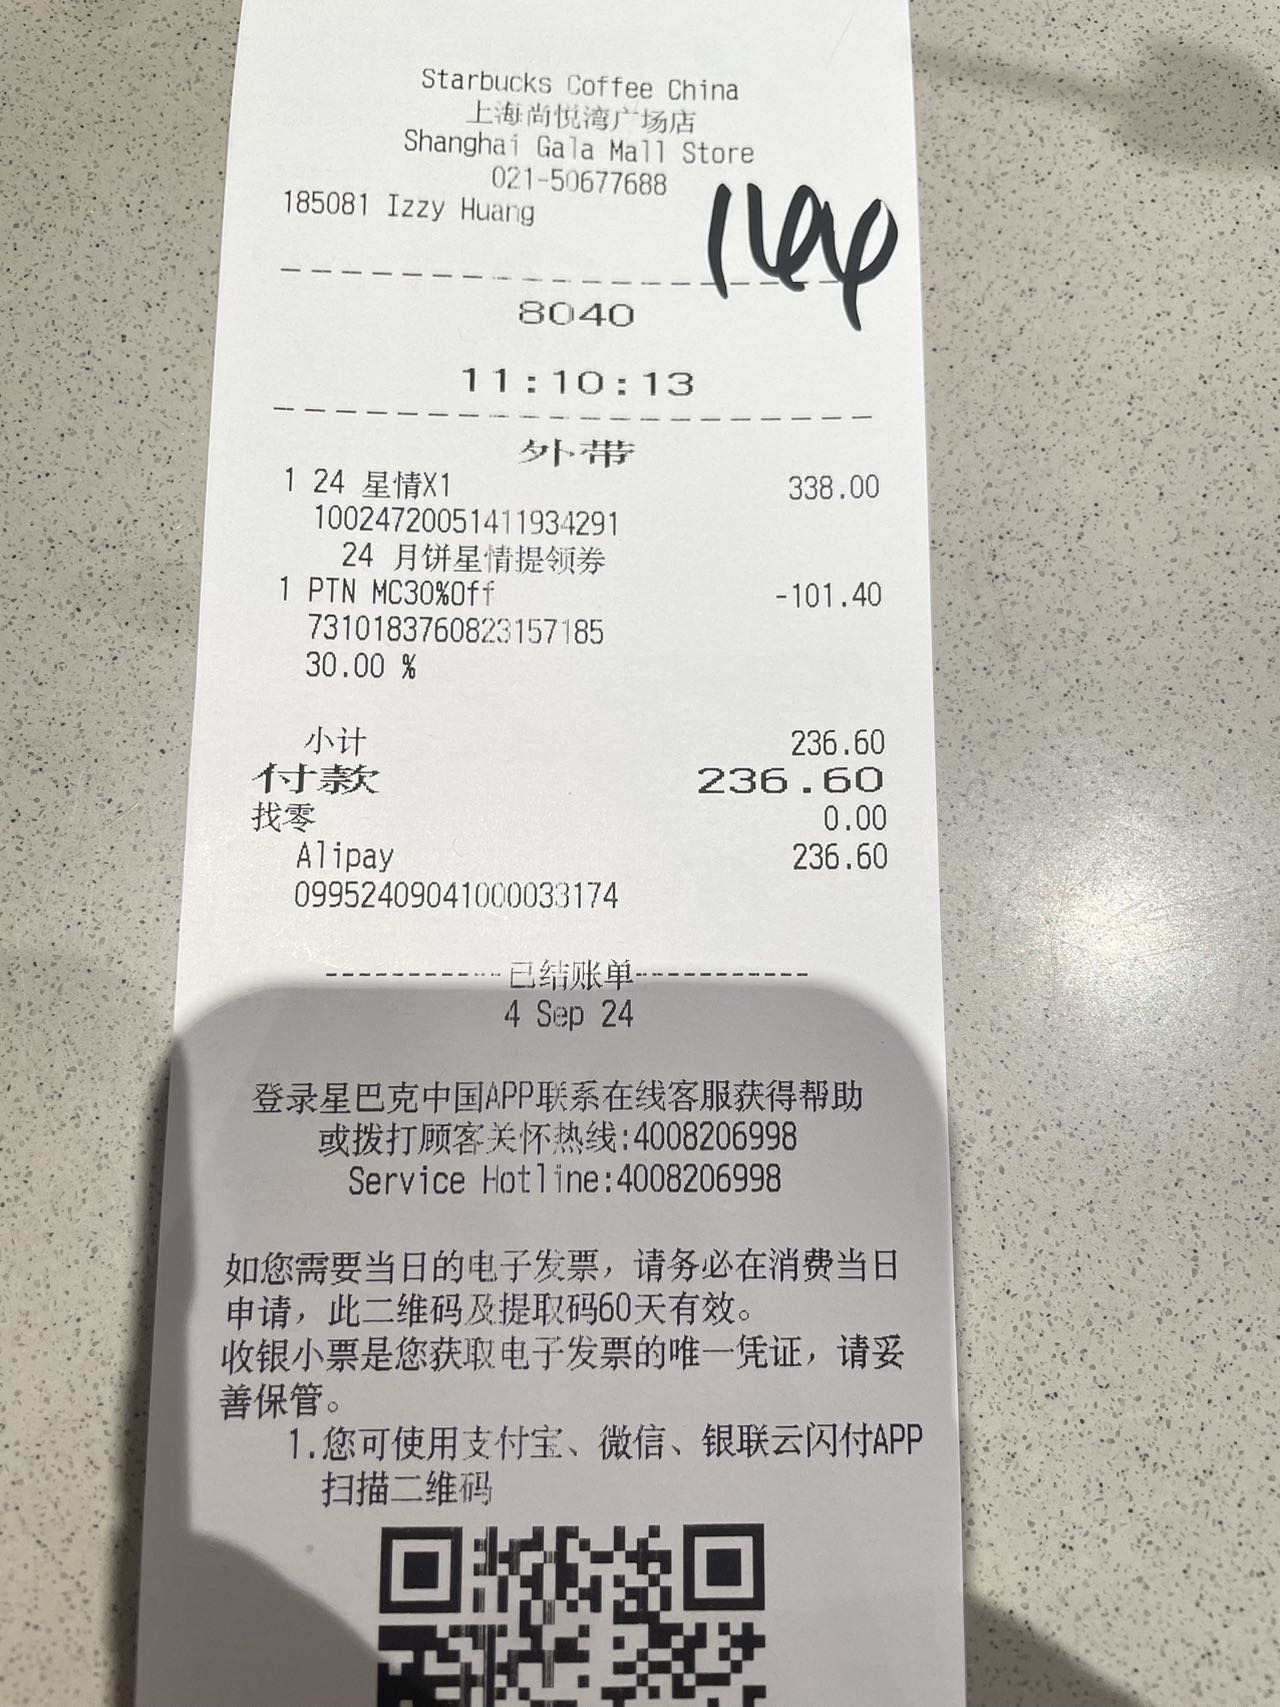 Starbucks Coffee China
上海尚悦湾广场店
Shanghai Gala Mall Store
021-50677688
185081 Izzy Huang
8040
11:10:13
外带
1 24 星情X1 338.00
10024720051411934291
24 月饼星情提领券
1 PTN MC30%Off -101.40
7310183760823157185
30.00 %
小计 236.60
付款 236.60
找零 0.00
Alipay 236.60
09952409041000033174
-----------已结账单-----------
4 Sep 24
登录星巴克中国APP联系在线客服获得帮助
或拨打顾客关怀热线:4008206998
Service Hotline:4008206998
如您需要当日的电子发票，请务必在消费当日
申请，此二维码及提取码60天有效。
收银小票是您获取电子发票的唯一凭证，请妥
善保管。
1.您可使用支付宝、微信、银联云闪付APP
扫描二维码